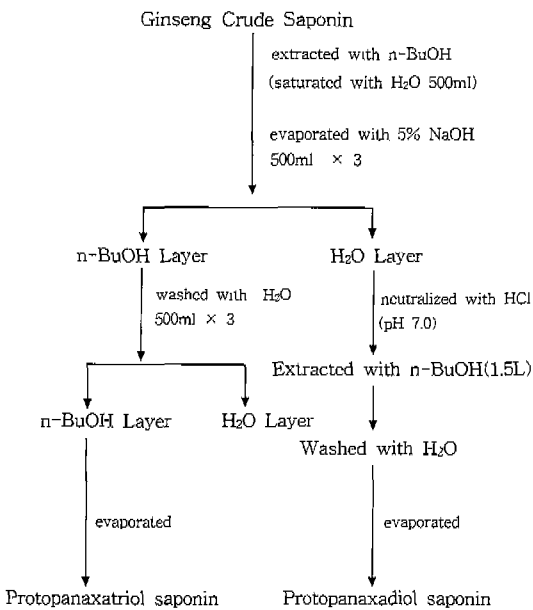 Ginseng Crude Saponin
extracted with n-BuOH
(saturated with H₂O 500ml)
evaporated with 5% NaOH
500ml × 3
n-BuOH Layer
H₂O Layer
washed with H₂O
500ml × 3
neutralized with HCl
(pH 7.0)
Extracted with n-BuOH(1.5L)
n-BuOH Layer
H₂O Layer
Washed with H₂O
evaporated
evaporated
Protopanaxatriol saponin
Protopanaxadiol saponin